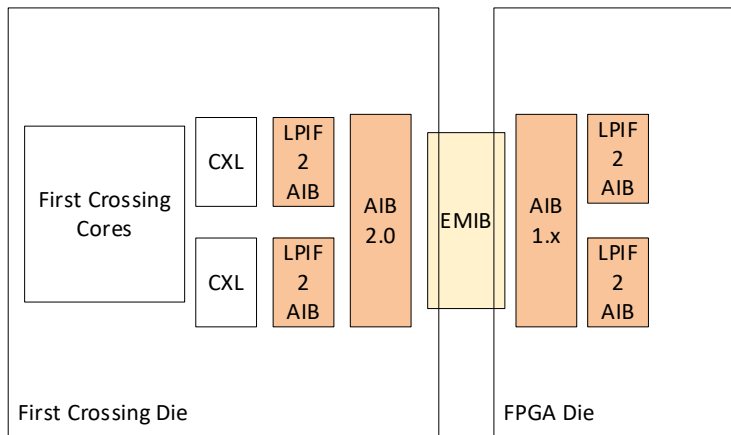 First Crossing
Cores
CXL
LPIF
2
AIB
CXL
LPIF
2
AIB
AIB
2.0
EMIB
AIB
1.x
LPIF
2
AIB
LPIF
2
AIB
First Crossing Die
FPGA Die